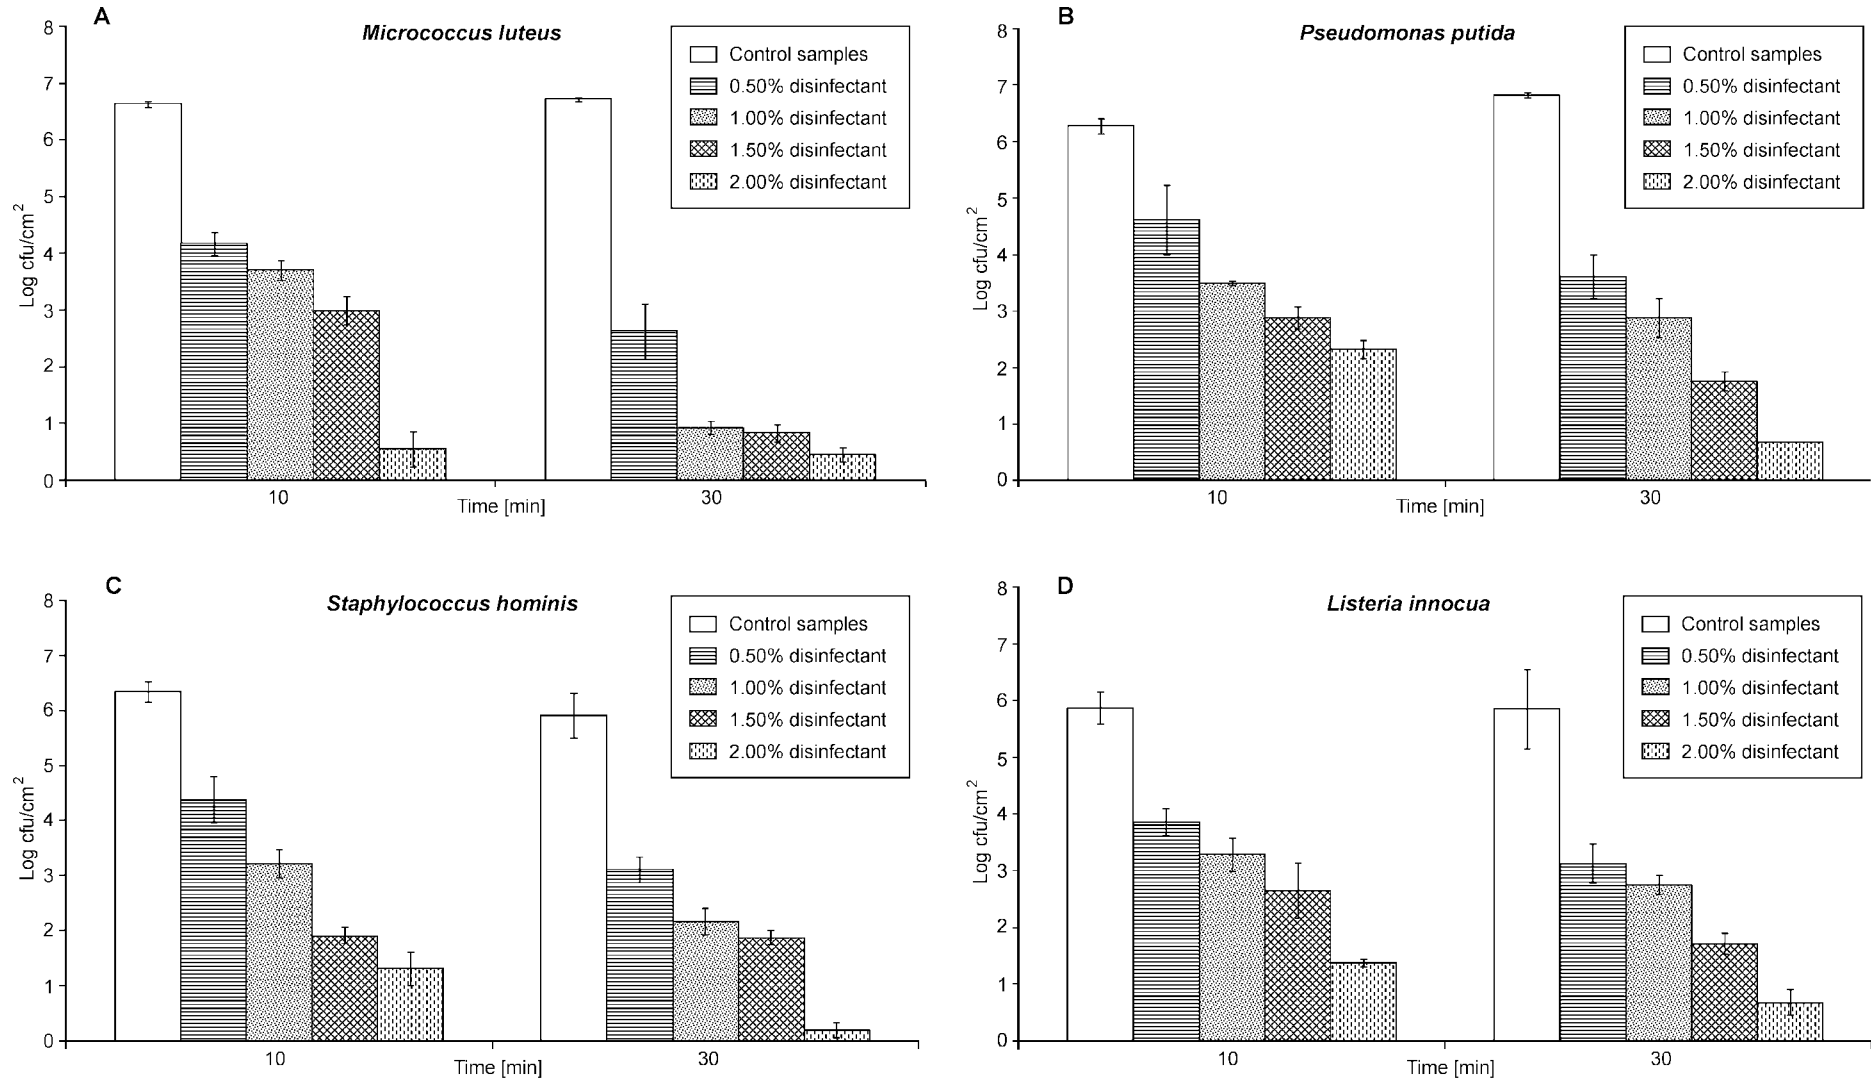 A
Micrococcus luteus
Control samples
0.50% disinfectant
1.00% disinfectant
1.50% disinfectant
2.00% disinfectant
Log cfu/cm²
8
7
6
5
4
3
2
1
0
10
30
Time [min]
B
Pseudomonas putida
Control samples
0.50% disinfectant
1.00% disinfectant
1.50% disinfectant
2.00% disinfectant
Log cfu/cm²
8
7
6
5
4
3
2
1
0
10
30
Time [min]
C
Staphylococcus hominis
Control samples
0.50% disinfectant
1.00% disinfectant
1.50% disinfectant
2.00% disinfectant
Log cfu/cm²
8
7
6
5
4
3
2
1
0
10
30
Time [min]
D
Listeria innocua
Control samples
0.50% disinfectant
1.00% disinfectant
1.50% disinfectant
2.00% disinfectant
Log cfu/cm²
8
7
6
5
4
3
2
1
0
10
30
Time [min]